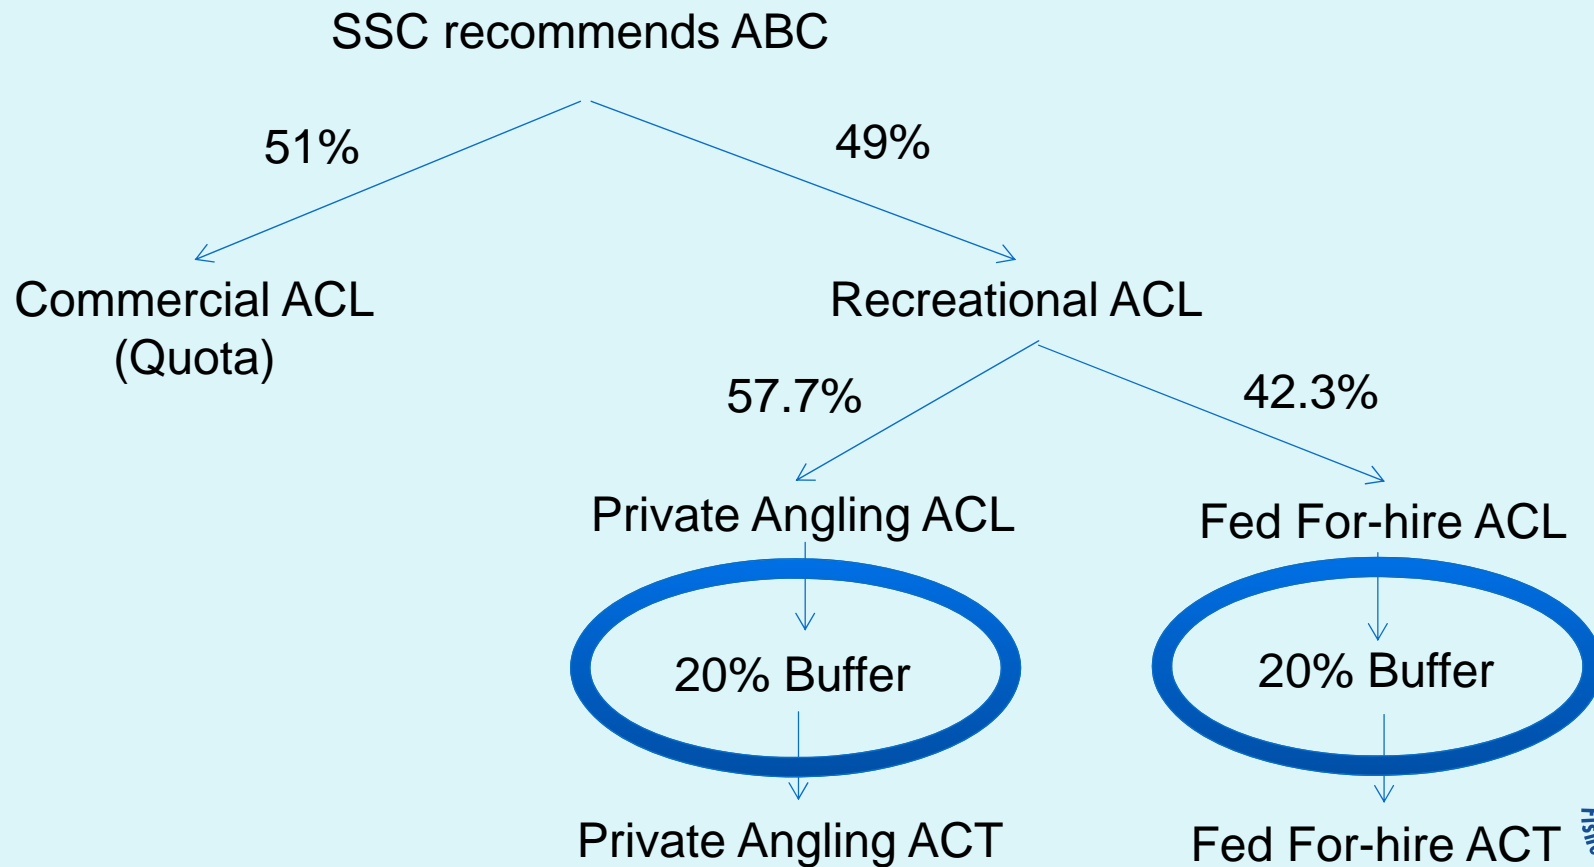 SSC recommends ABC
51%
49%
Commercial ACL
(Quota)
Recreational ACL
57.7%
42.3%
Private Angling ACL
Fed For-hire ACL
20% Buffer
20% Buffer
Private Angling ACT
Fed For-hire ACT